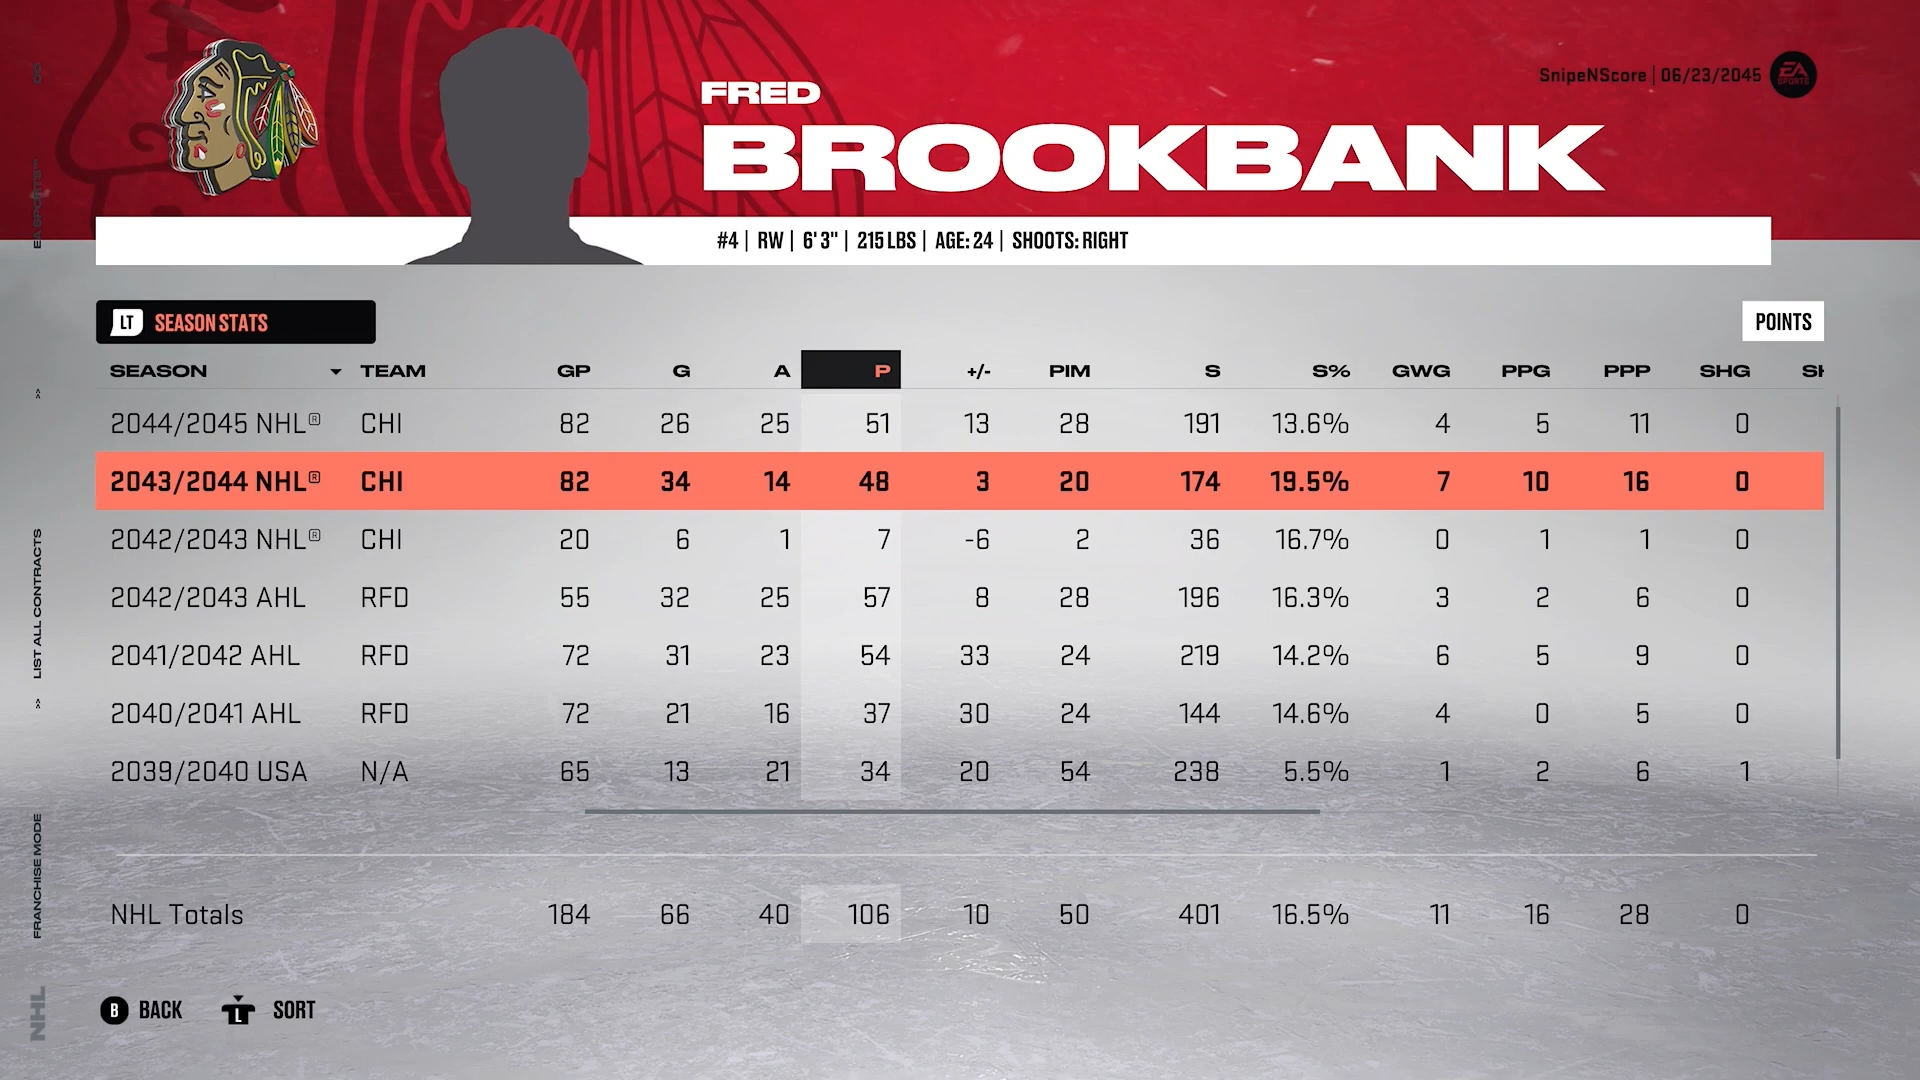 SnipeNScore | 06/23/2045
FRED
BROOKBANK
#4 | RW | 6' 3" | 215 LBS | AGE: 24 | SHOOTS: RIGHT
LT SEASON STATS
POINTS
SEASON TEAM GP G A P +/- PIM S S% GWG PPG PPP SHG
2044/2045 NHL® CHI 82 26 25 51 13 28 191 13.6% 4 5 11 0
2043/2044 NHL® CHI 82 34 14 48 3 20 174 19.5% 7 10 16 0
2042/2043 NHL® CHI 20 6 1 7 -6 2 36 16.7% 0 1 1 0
2042/2043 AHL RFD 55 32 25 57 8 28 196 16.3% 3 2 6 0
2041/2042 AHL RFD 72 31 23 54 33 24 219 14.2% 6 5 9 0
2040/2041 AHL RFD 72 21 16 37 30 24 144 14.6% 4 0 5 0
2039/2040 USA N/A 65 13 21 34 20 54 238 5.5% 1 2 6 1
NHL Totals 184 66 40 106 10 50 401 16.5% 11 16 28 0
B BACK L SORT
NHL
FRANCHISE MODE
>>
LIST ALL CONTRACTS
>>
EA SPORTS™